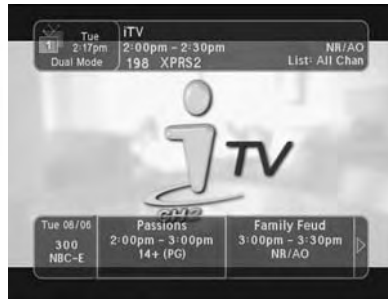 iTV
Tue
1
2:17pm
2:00pm - 2:30pm
NR/AO
Dual Mode
198 XPRS2
List: All Chan
i TV
CH2
Tue 06/06
Passions
Family Feud
300
2:00pm - 3:00pm
3:00pm - 3:30pm
NBC-E
14+ (PG)
NR/AO